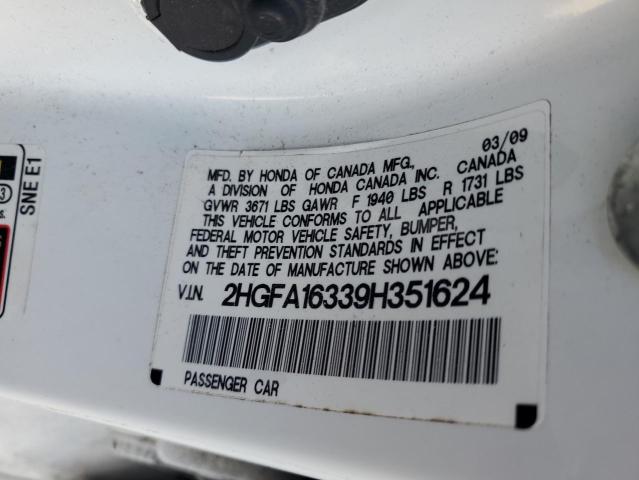 03/09
MFD. BY HONDA OF CANADA MFG., CANADA
A DIVISION OF HONDA CANADA INC.
GVWR 3671 LBS GAWR F 1940 LBS R 1731 LBS
THIS VEHICLE CONFORMS TO ALL APPLICABLE
FEDERAL MOTOR VEHICLE SAFETY, BUMPER,
AND THEFT PREVENTION STANDARDS IN EFFECT
ON THE DATE OF MANUFACTURE SHOWN ABOVE:
V.I.N. 2HGFA16339H351624
PASSENGER CAR
SNE E1
3
s.